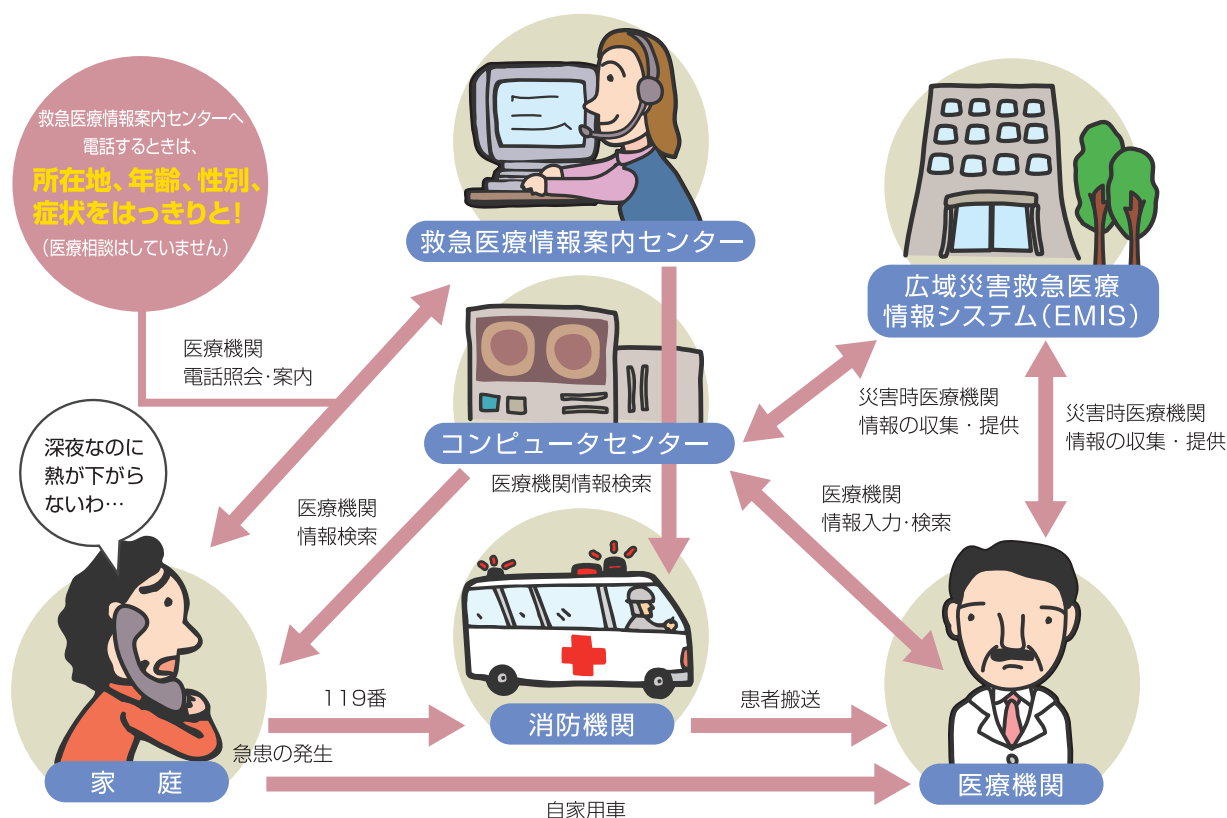 救急医療情報案内センターへ
電話するときは、
所在地、年齢、性別、
症状をはっきりと!
（医療相談はしていません）
救急医療情報案内センター
広域災害救急医療
情報システム（EMIS）
医療機関
電話照会・案内
コンピュータセンター
災害時医療機関
情報の収集・提供
災害時医療機関
情報の収集・提供
深夜なのに
熱が下がら
ないわ…
医療機関
情報検索
医療機関情報検索
医療機関
情報入力・検索
119番
急患の発生
消防機関
患者搬送
家　庭
自家用車
医療機関